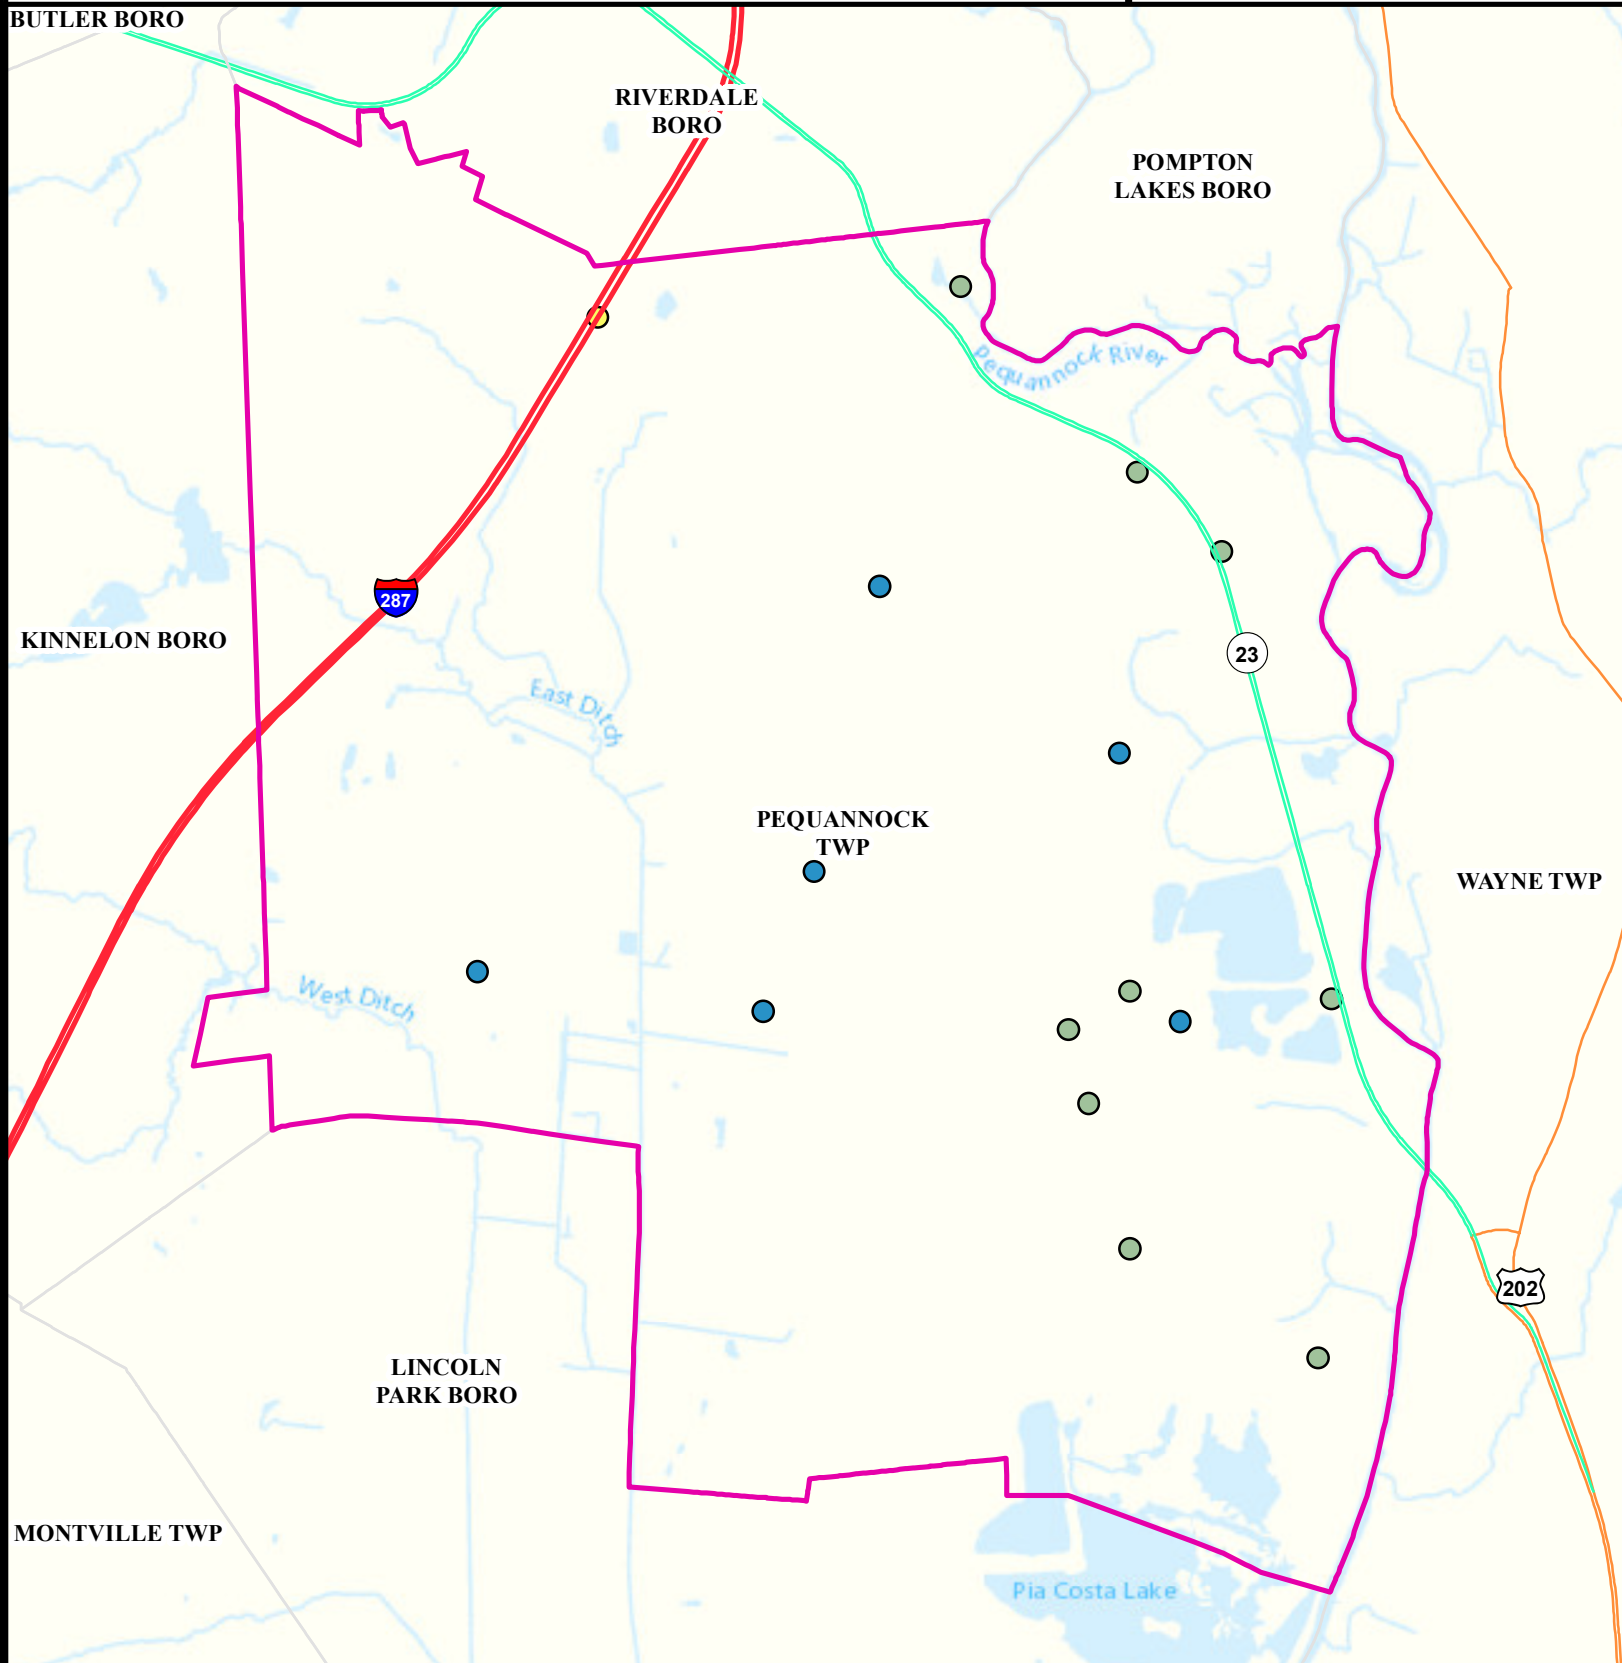 BUTLER BORO
RIVERDALE
BORO
POMPTON
LAKES BORO
Pequannock River
287
KINNELON BORO
23
East Ditch
PEQUANNOCK
TWP
WAYNE TWP
West Ditch
202
LINCOLN
PARK BORO
MONTVILLE TWP
Pia Costa Lake